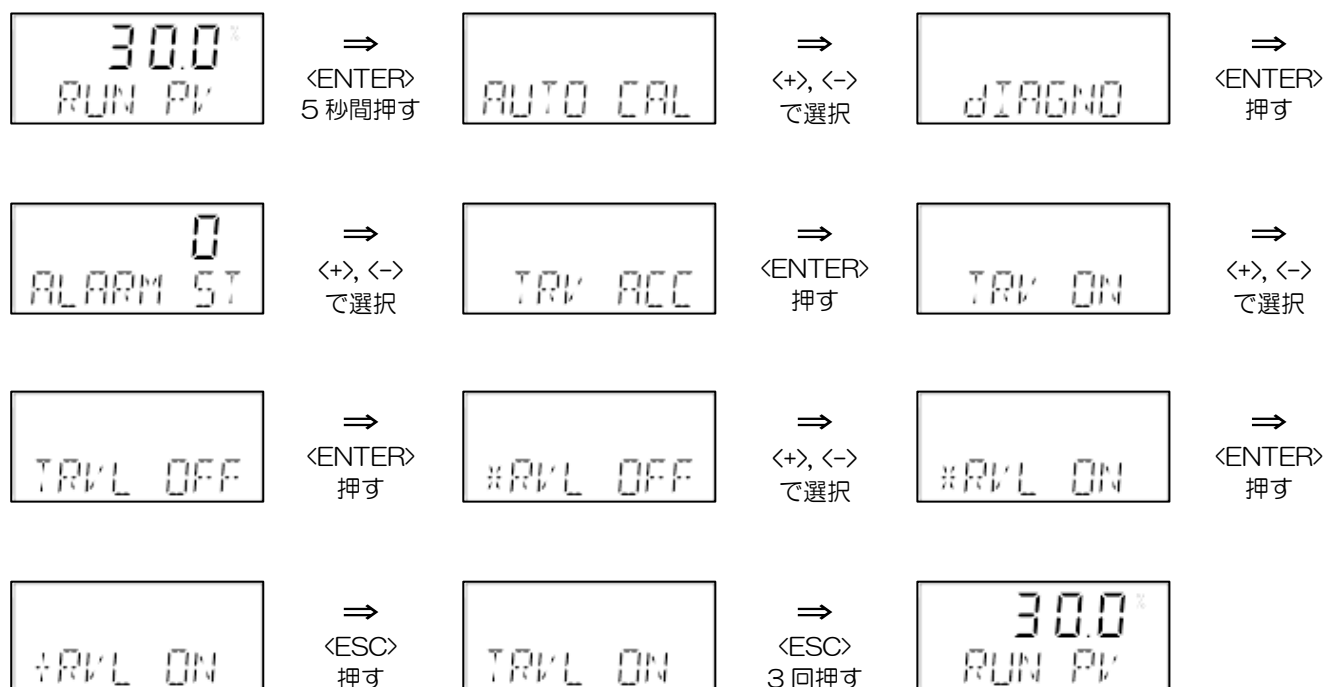 30.0%
RUN PV
⇒
<ENTER>
5 秒間押す
AUTO CAL
⇒
<+>, <->
で選択
dIAGNO
⇒
<ENTER>
押す
0
ALARM ST
⇒
<+>, <->
で選択
TRV ACC
⇒
<ENTER>
押す
TRV ON
⇒
<+>, <->
で選択
TRVL OFF
⇒
<ENTER>
押す
*RVL OFF
⇒
<+>, <->
で選択
*RVL ON
⇒
<ENTER>
押す
+RVL ON
⇒
<ESC>
押す
TRVL ON
⇒
<ESC>
3 回押す
30.0%
RUN PV